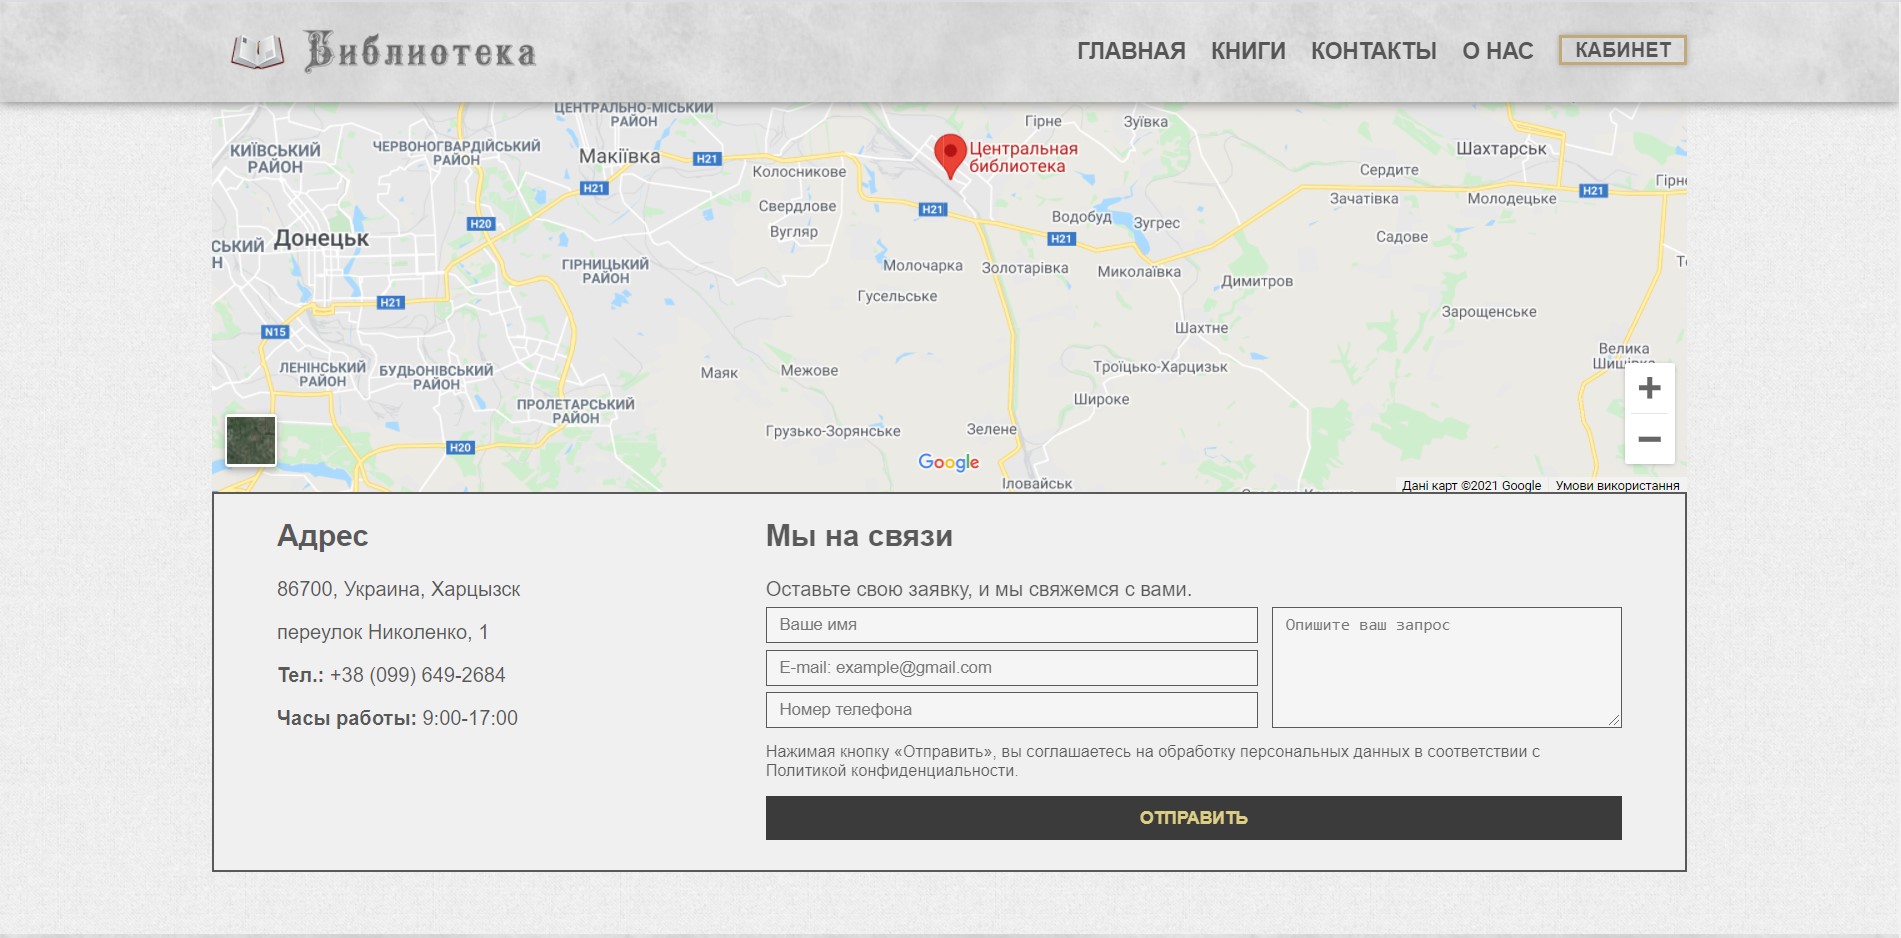 Библиотека
ГЛАВНАЯ КНИГИ КОНТАКТЫ О НАС КАБИНЕТ
ЦЕНТРАЛЬНО-МІСЬКИЙ
РАЙОН
Гірне
Зуївка
КИЇВСЬКИЙ
РАЙОН
ЧЕРВОНОГВАРДІЙСЬКИЙ
РАЙОН
Макіївка
H21
Колосникове
Центральная
библиотека
Шахтарськ
Сердите
H21
H21
Гірне
Зачатівка
Молодецьке
Свердлове
H21
Водобуд
Зугрес
H20
Вугляр
H21
Садове
СЬКИЙ
Н
Донецьк
ГІРНИЦЬКИЙ
РАЙОН
Молочарка
Золотарівка
Миколаївка
Димитров
Гусельське
H21
Зарощенське
N15
Шахтне
Велика
ЛЕНІНСЬКИЙ
РАЙОН
БУДЬОНІВСЬКИЙ
РАЙОН
Маяк
Межове
Троїцько-Харцизьк
Широке
ПРОЛЕТАРСЬКИЙ
РАЙОН
Грузько-Зорянське
Зелене
H20
Google
Іловайськ
Дані карт ©2021 Google Умови використання
Адрес
86700, Украина, Харцызск
переулок Николенко, 1
Тел.: +38 (099) 649-2684
Часы работы: 9:00-17:00
Мы на связи
Оставьте свою заявку, и мы свяжемся с вами.
Ваше имя
E-mail: example@gmail.com
Номер телефона
Опишите ваш запрос
Нажимая кнопку «Отправить», вы соглашаетесь на обработку персональных данных в соответствии с
Политикой конфиденциальности.
ОТПРАВИТЬ